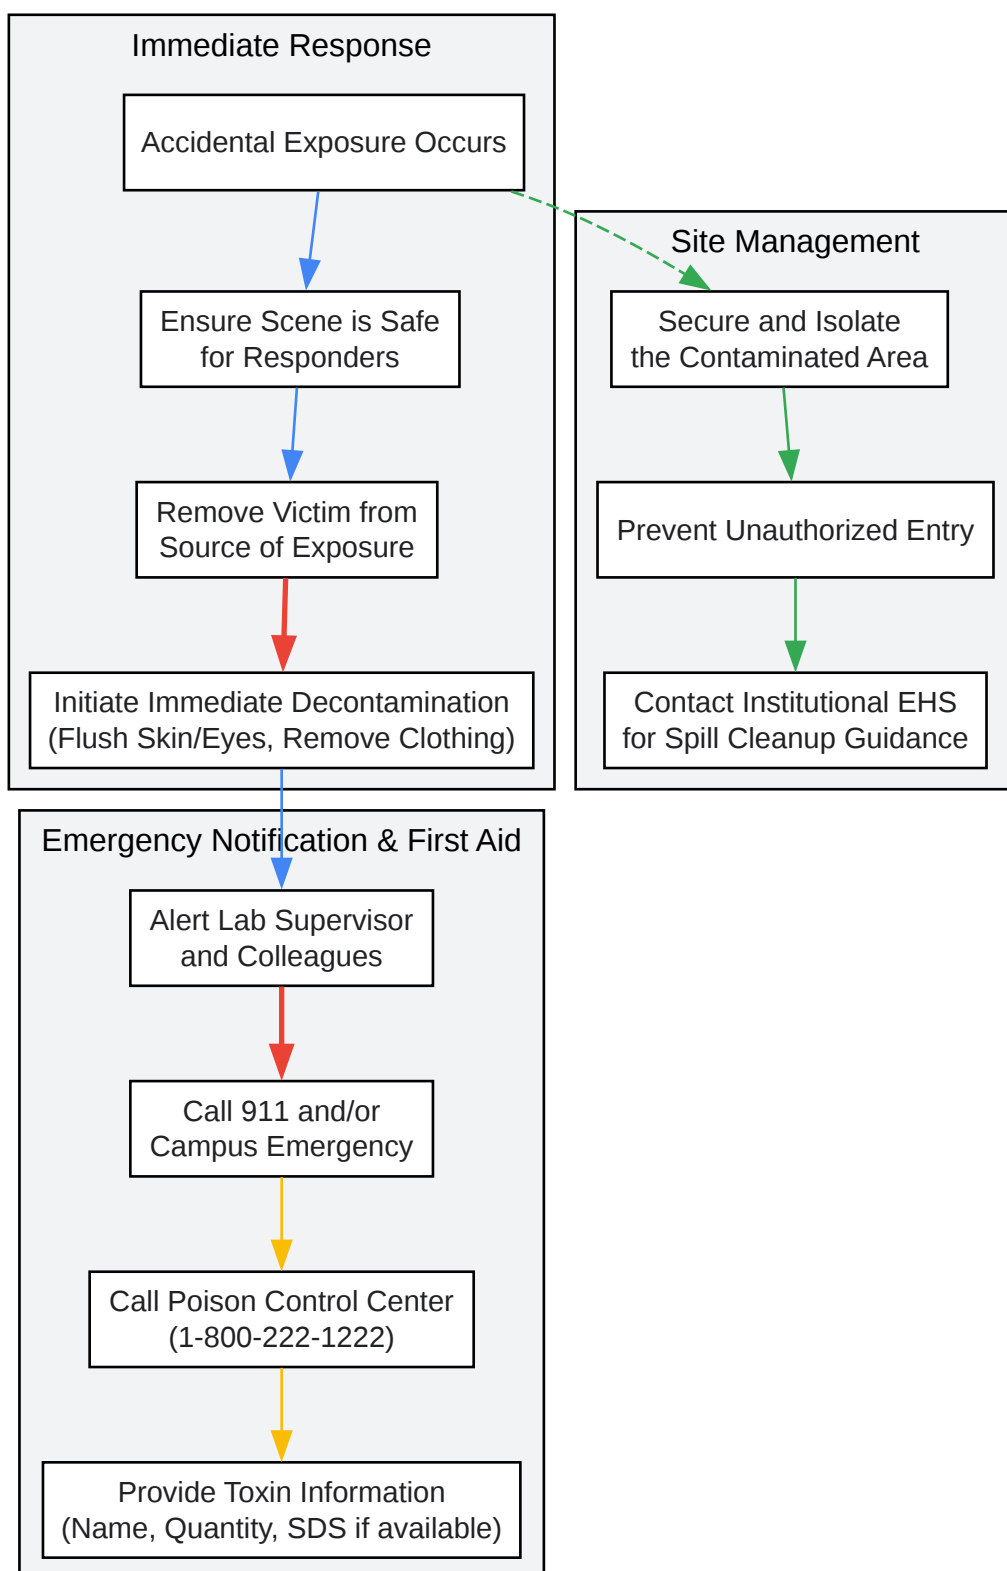 Immediate Response
Accidental Exposure Occurs
Ensure Scene is Safe
for Responders
Remove Victim from
Source of Exposure
Initiate Immediate Decontamination
(Flush Skin/Eyes, Remove Clothing)
Site Management
Secure and Isolate
the Contaminated Area
Prevent Unauthorized Entry
Contact Institutional EHS
for Spill Cleanup Guidance
Emergency Notification & First Aid
Alert Lab Supervisor
and Colleagues
Call 911 and/or
Campus Emergency
Call Poison Control Center
(1-800-222-1222)
Provide Toxin Information
(Name, Quantity, SDS if available)